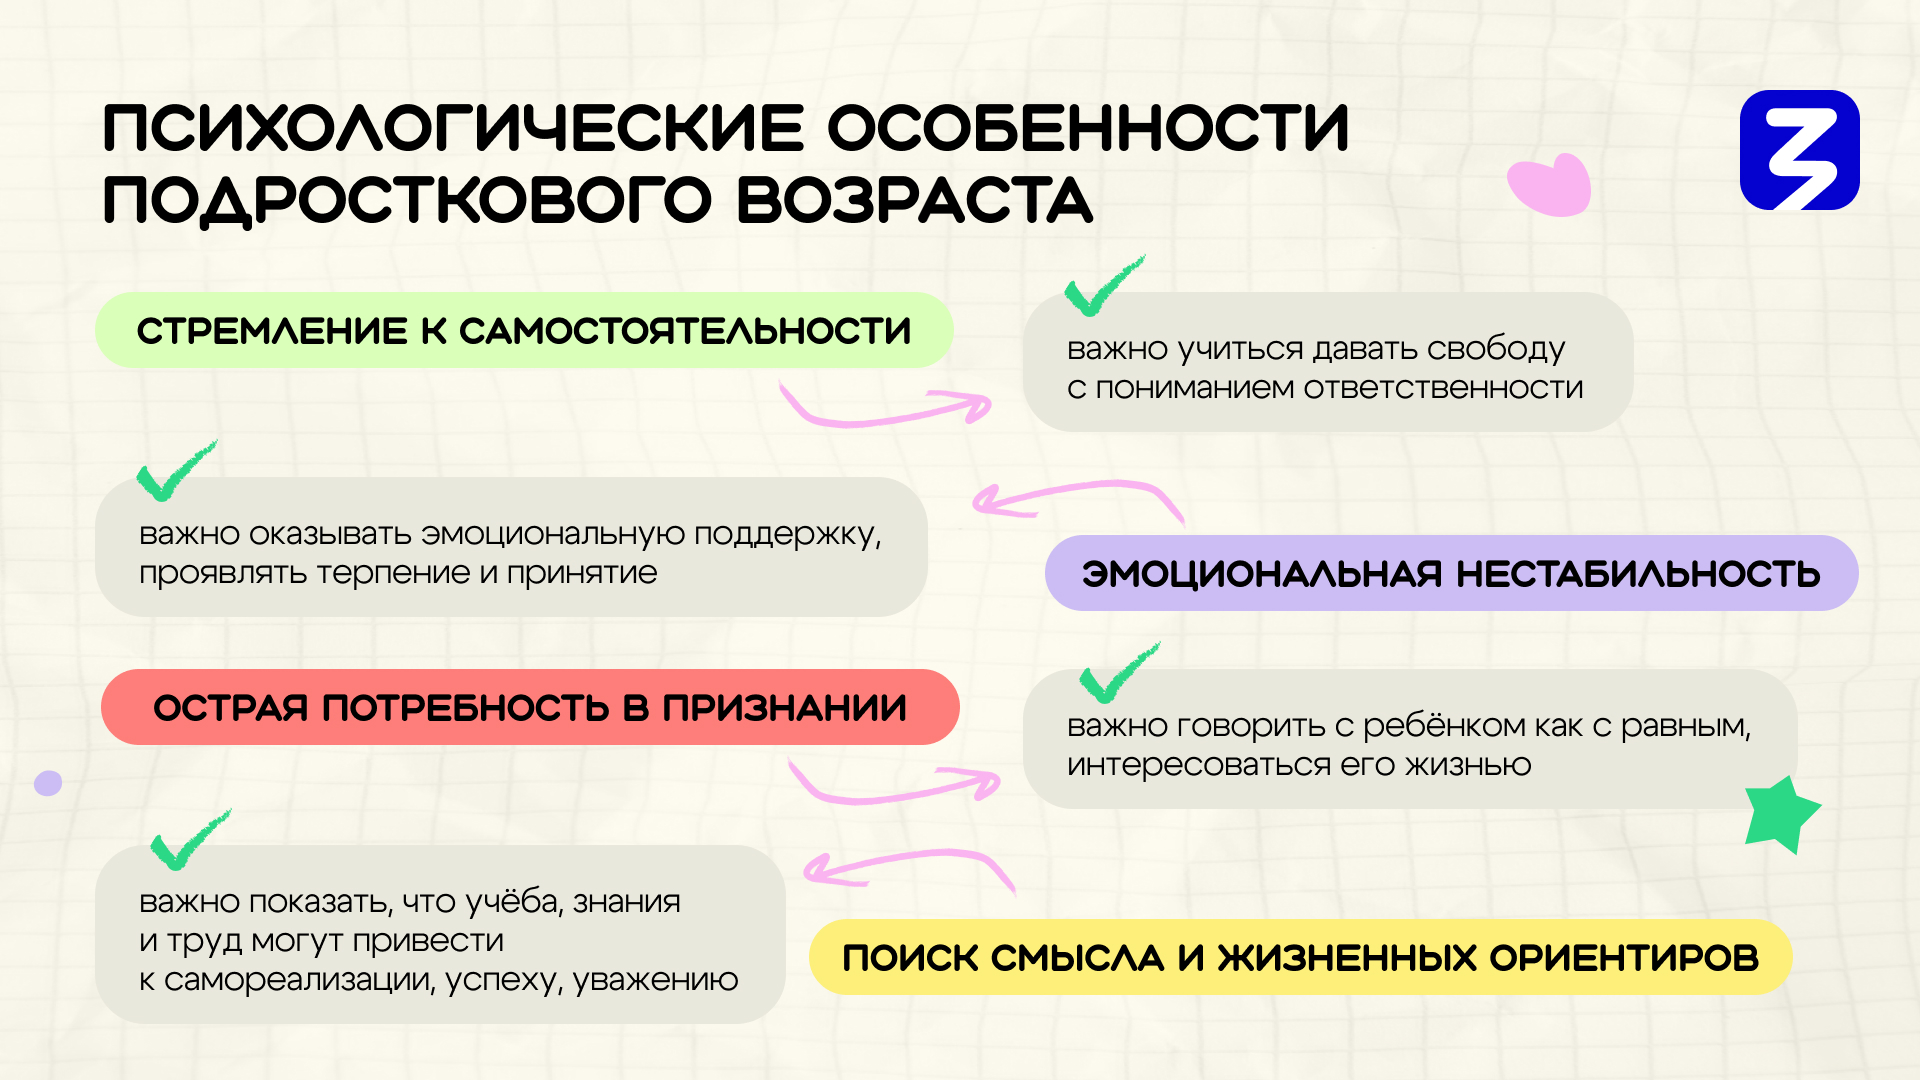 ПСИХОЛОГИЧЕСКИЕ ОСОБЕННОСТИ
ПОДРОСТКОВОГО ВОЗРАСТА
СТРЕМЛЕНИЕ К САМОСТОЯТЕЛЬНОСТИ
важно учиться давать свободу
с пониманием ответственности
важно оказывать эмоциональную поддержку,
проявлять терпение и принятие
ЭМОЦИОНАЛЬНАЯ НЕСТАБИЛЬНОСТЬ
ОСТРАЯ ПОТРЕБНОСТЬ В ПРИЗНАНИИ
важно говорить с ребёнком как с равным,
интересоваться его жизнью
важно показать, что учёба, знания
и труд могут привести
к самореализации, успеху, уважению
ПОИСК СМЫСЛА И ЖИЗНЕННЫХ ОРИЕНТИРОВ